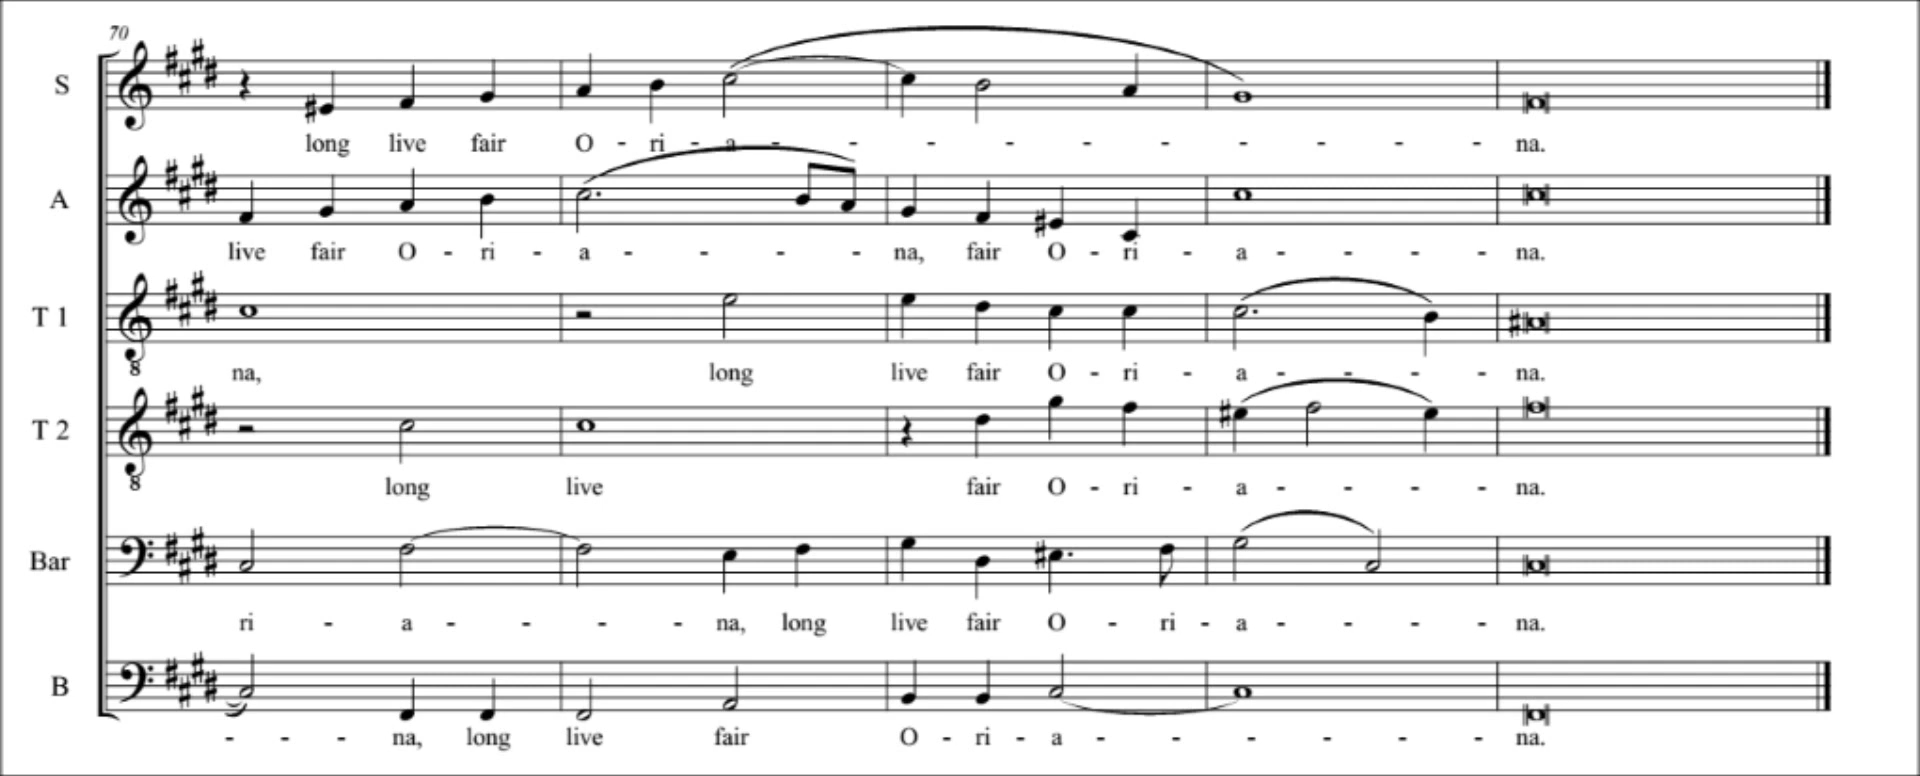 70
S
long live fair O - ri - a - - - - - - - - - - na.
A
live fair O - ri - a - - - - na, fair O - ri - a - - - - na.
T 1
8
na, long live fair O - ri - a - - - - na.
T 2
8
long live fair O - ri - a - - - - na.
Bar
ri - a - - - - na, long live fair O - ri - a - - - - na.
B
- - - na, long live fair O - ri - a - - - - - - na.